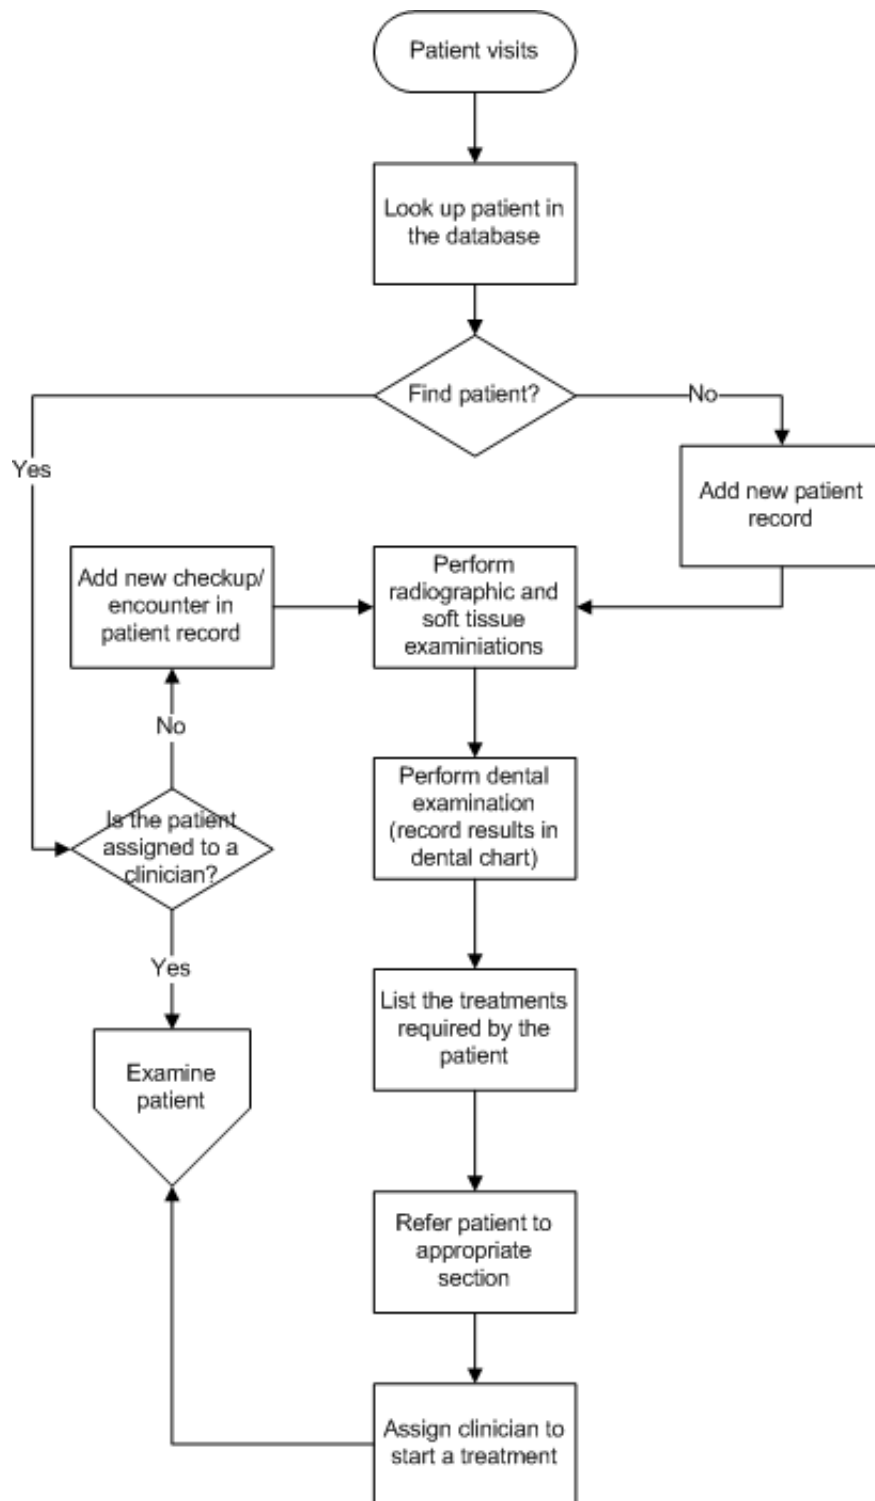 Patient visits
Look up patient in
the database
Find patient?
No
Yes
Add new patient
record
Add new checkup/
encounter in
patient record
Perform
radiographic and
soft tissue
examiniations
No
Is the patient
assigned to a
clinician?
Perform dental
examination
(record results in
dental chart)
Yes
List the treatments
required by the
patient
Examine
patient
Refer patient to
appropriate
section
Assign clinician to
start a treatment